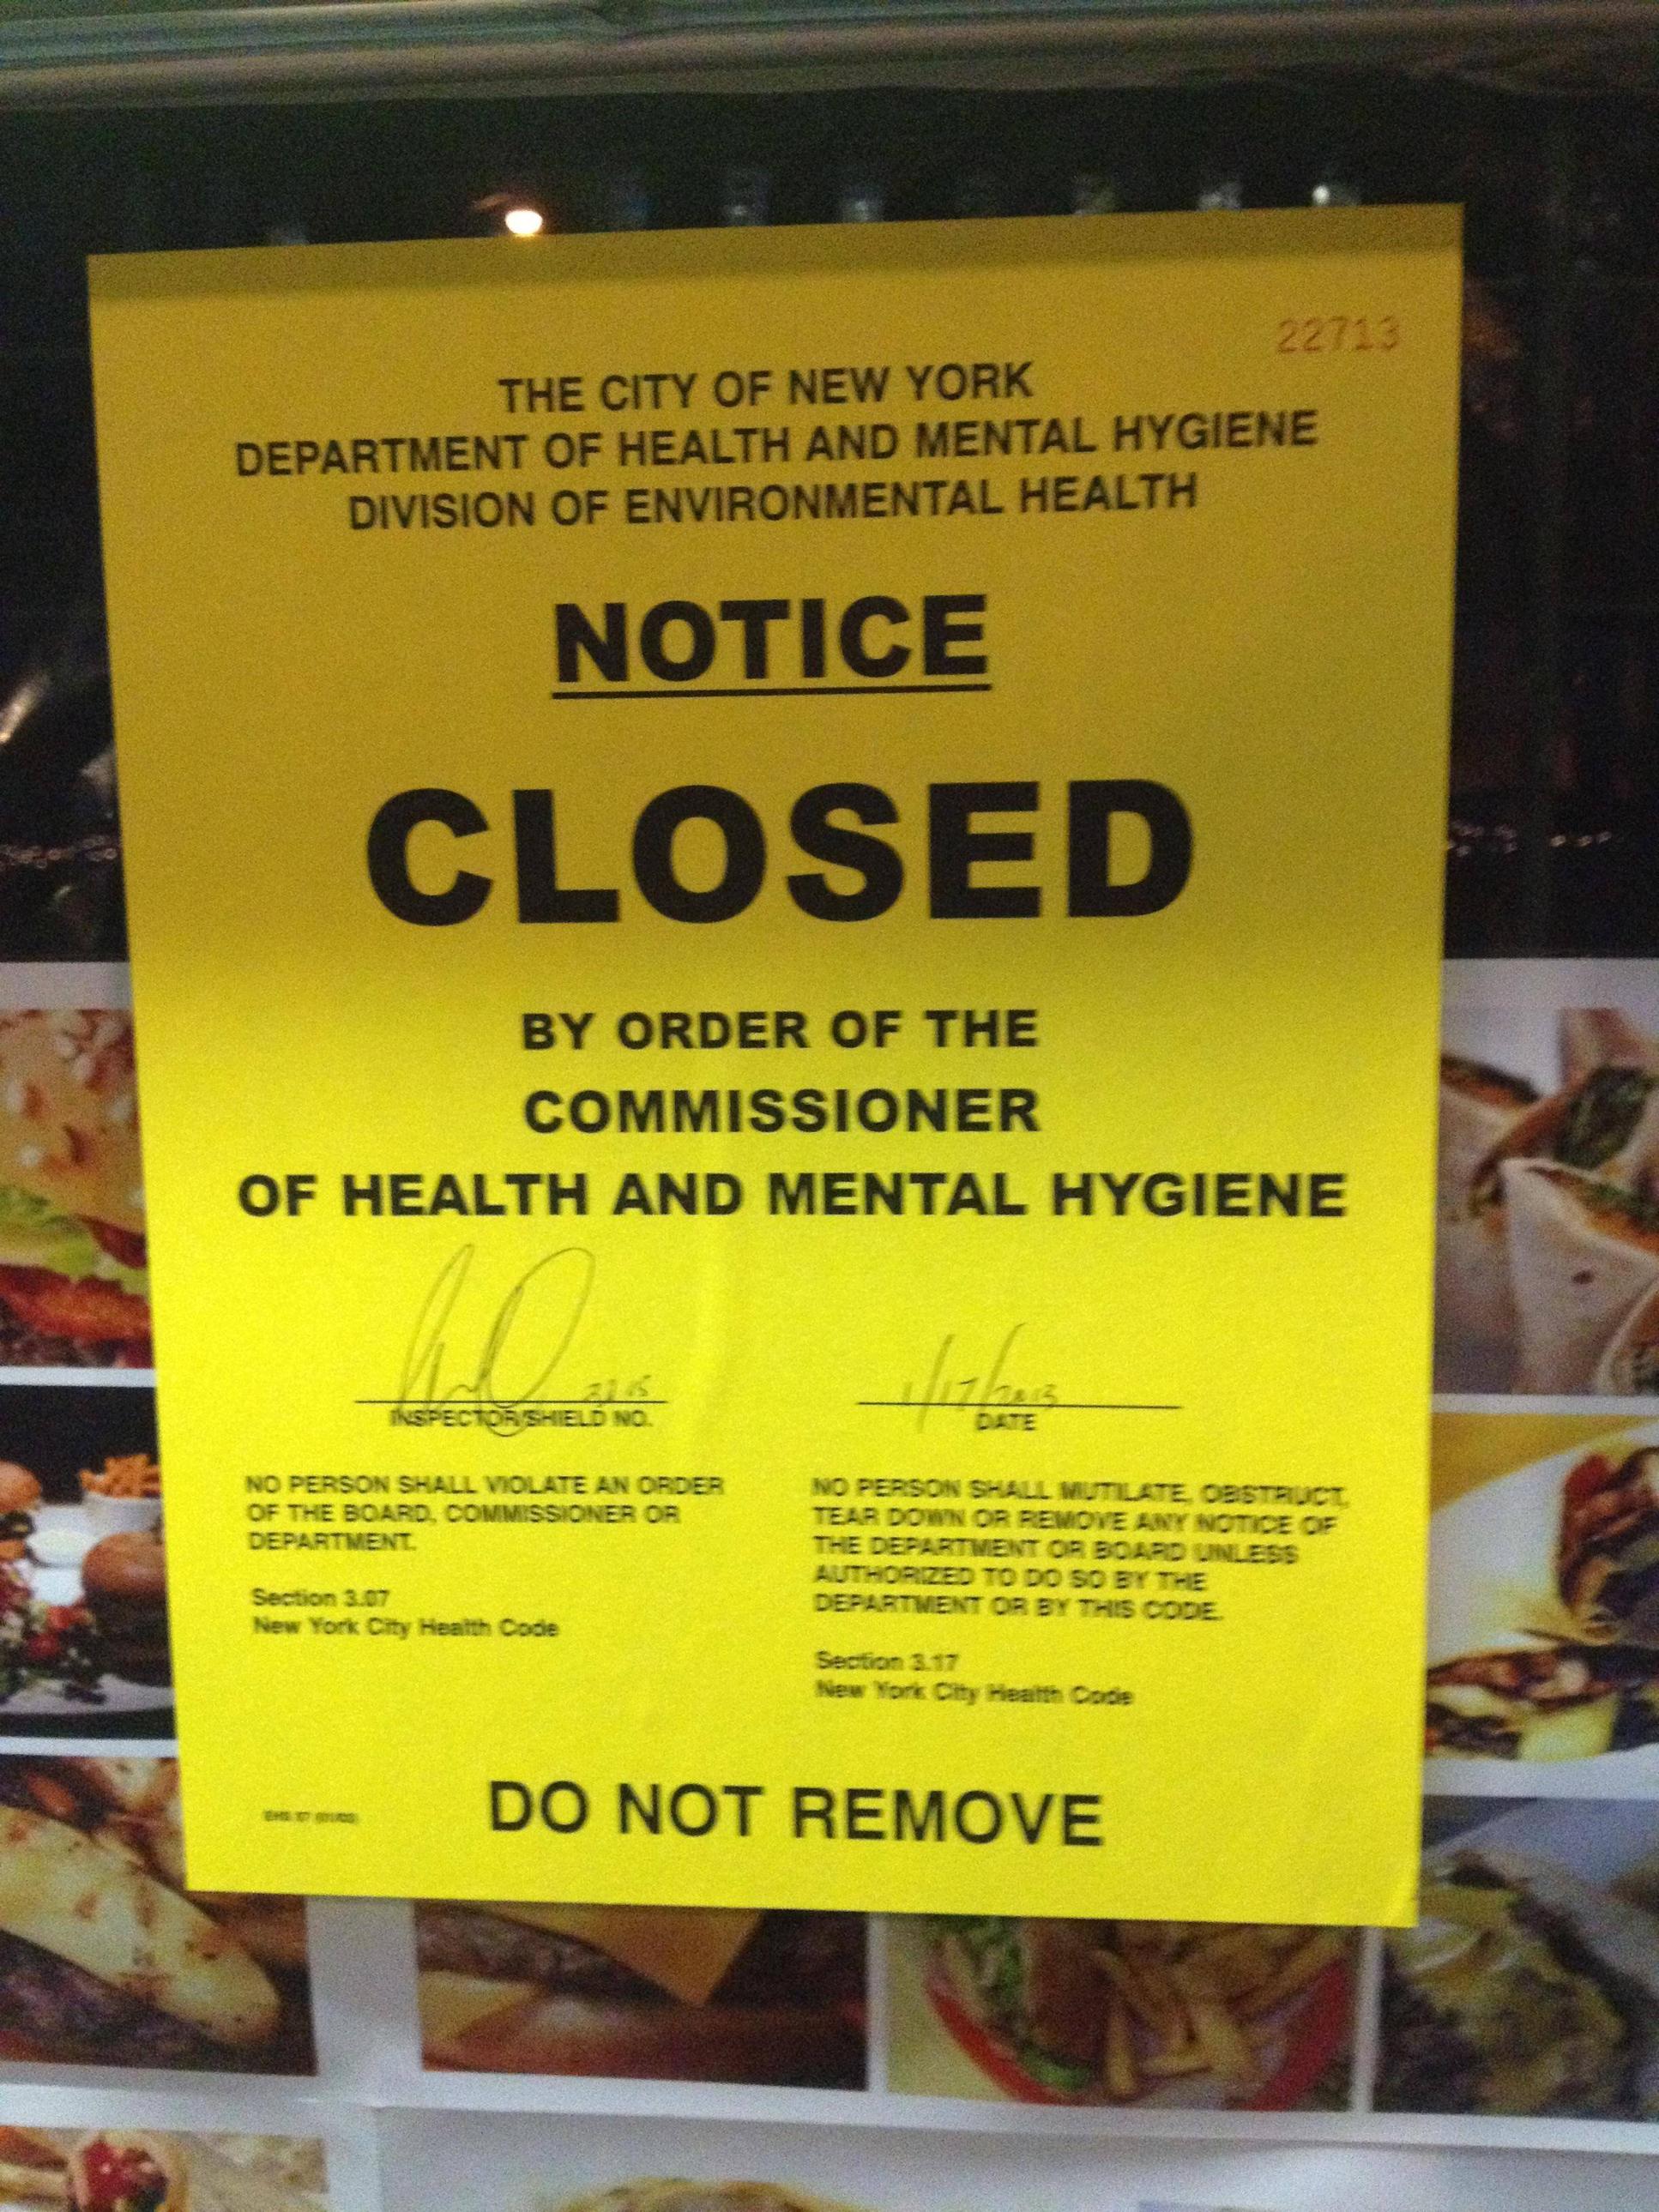 22713
THE CITY OF NEW YORK
DEPARTMENT OF HEALTH AND MENTAL HYGIENE
DIVISION OF ENVIRONMENTAL HEALTH
NOTICE
CLOSED
BY ORDER OF THE
COMMISSIONER
OF HEALTH AND MENTAL HYGIENE
1/17/2013
INSPECTOR/SHIELD NO.
DATE
NO PERSON SHALL VIOLATE AN ORDER
OF THE BOARD, COMMISSIONER OR
DEPARTMENT.
Section 3.07
New York City Health Code
NO PERSON SHALL MUTILATE, OBSTRUCT,
TEAR DOWN OR REMOVE ANY NOTICE OF
THE DEPARTMENT OR BOARD UNLESS
AUTHORIZED TO DO SO BY THE
DEPARTMENT OR BY THIS CODE.
Section 3.17
New York City Health Code
DO NOT REMOVE